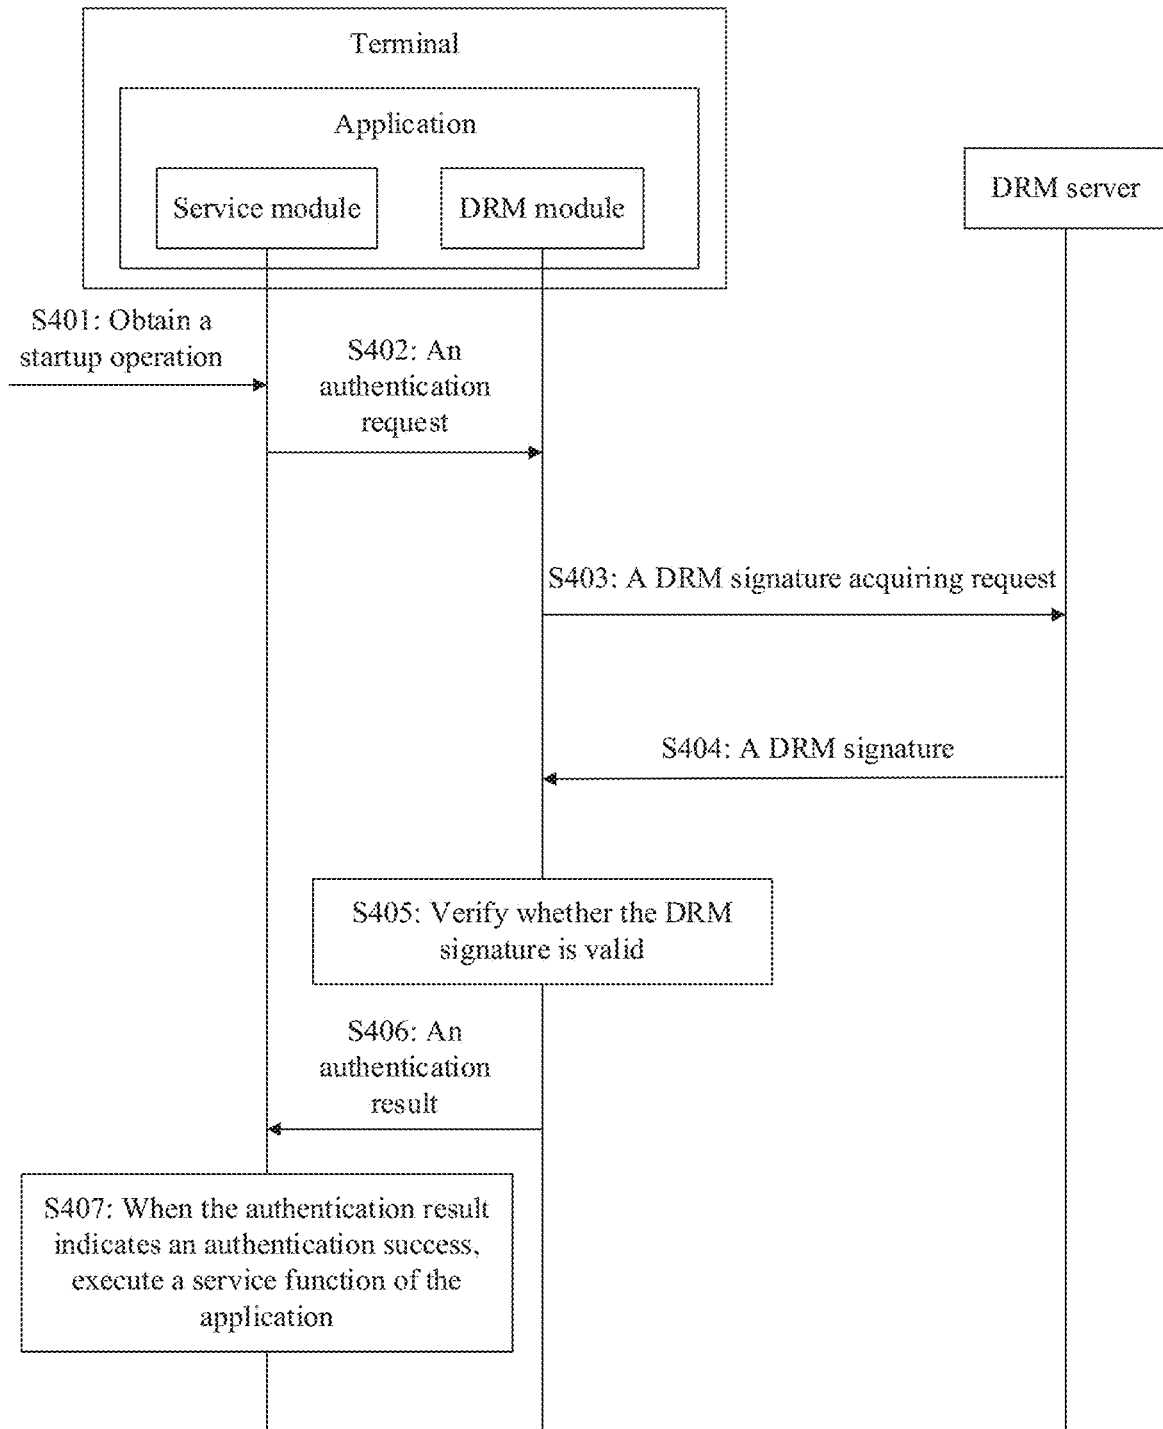 Terminal
Application
Service module
DRM module
DRM server
S401: Obtain a
startup operation
S402: An
authentication
request
S403: A DRM signature acquiring request
S404: A DRM signature
S405: Verify whether the DRM
signature is valid
S406: An
authentication
result
S407: When the authentication result
indicates an authentication success,
execute a service function of the
application